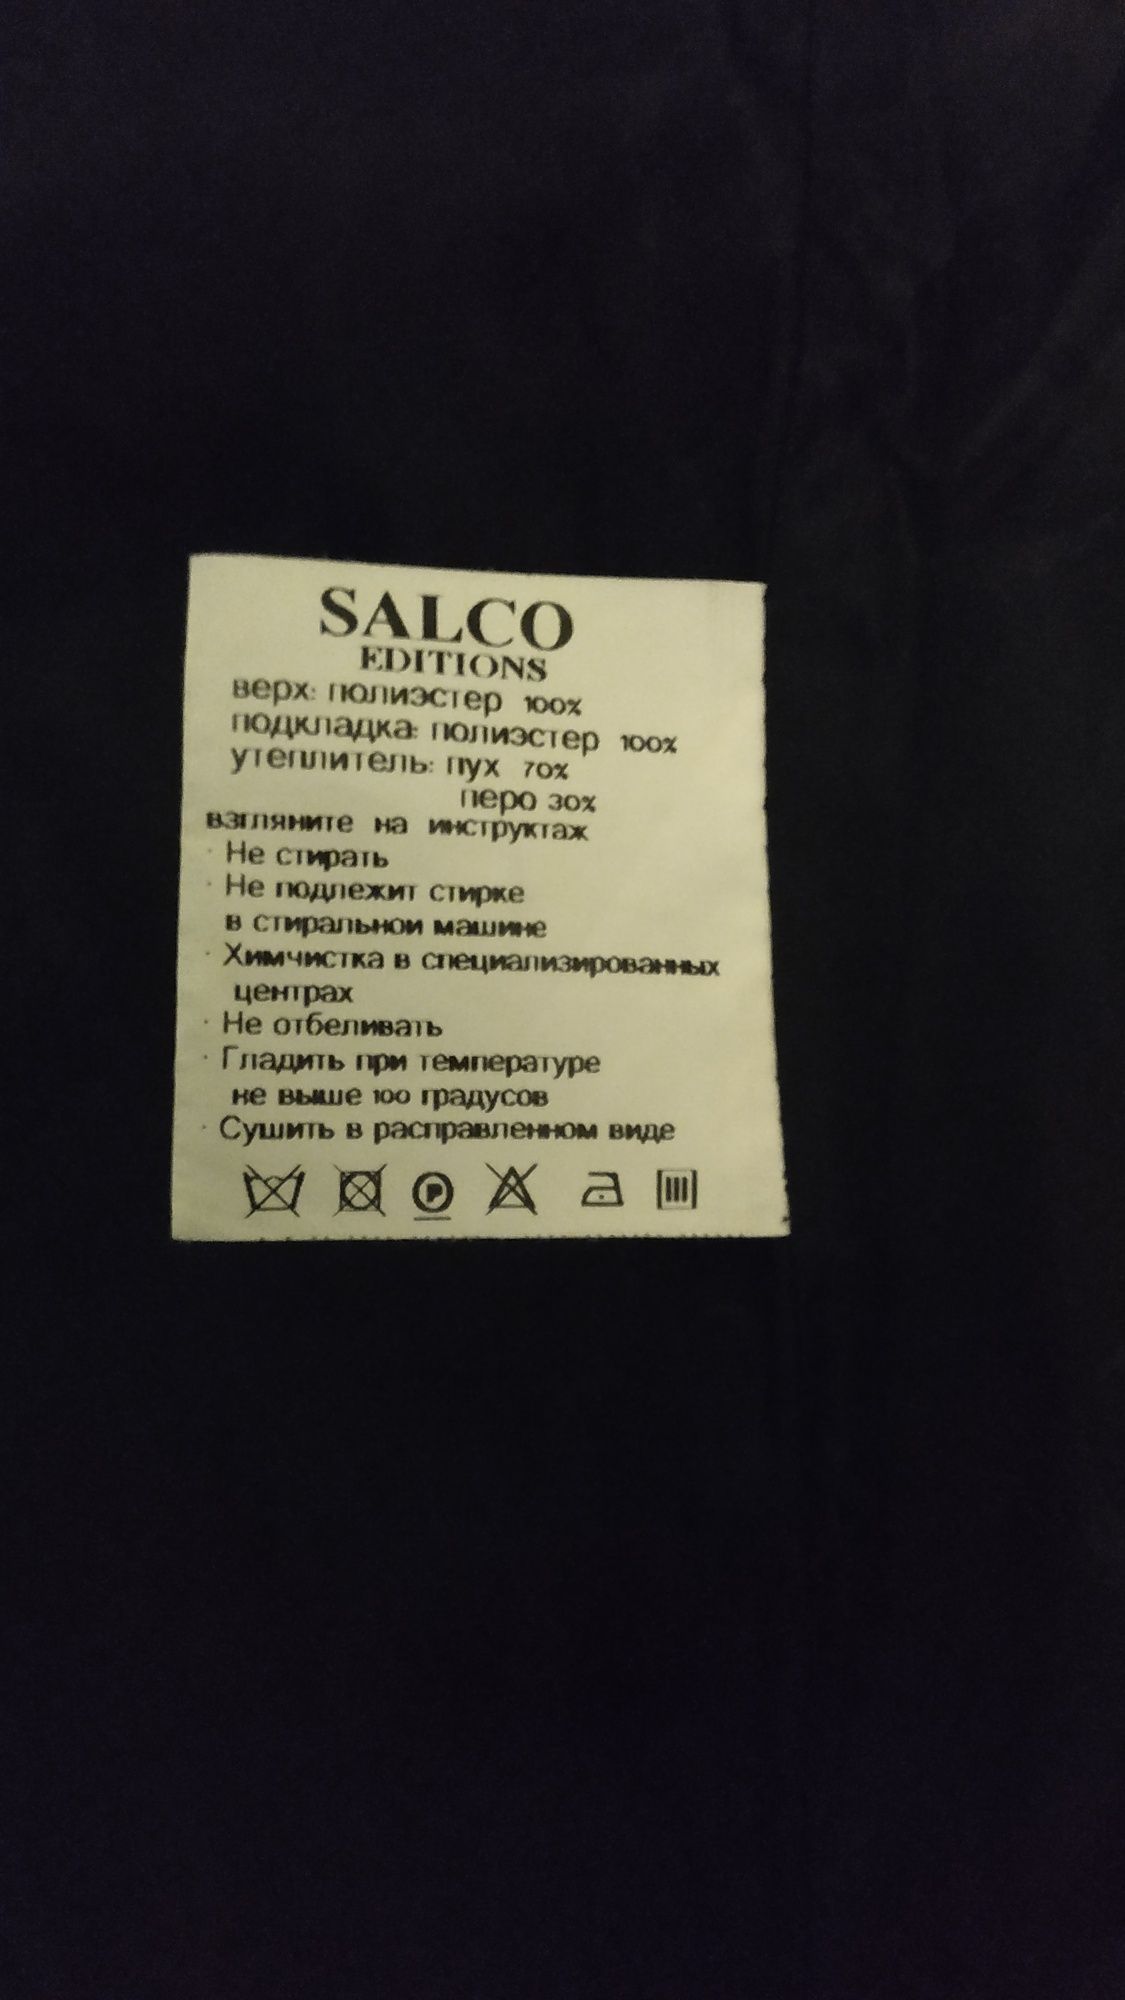 SALCO
EDITIONS
верх: полиэстер 100%
подкладка: полиэстер 100%
утеплитель: пух 70%
перо 30%
взгляните на инструктаж
· Не стирать
· Не подлежит стирке
в стиральной машине
· Химчистка в специализированных
центрах
· Не отбеливать
· Гладить при температуре
не выше 100 градусов
· Сушить в расправленном виде
P